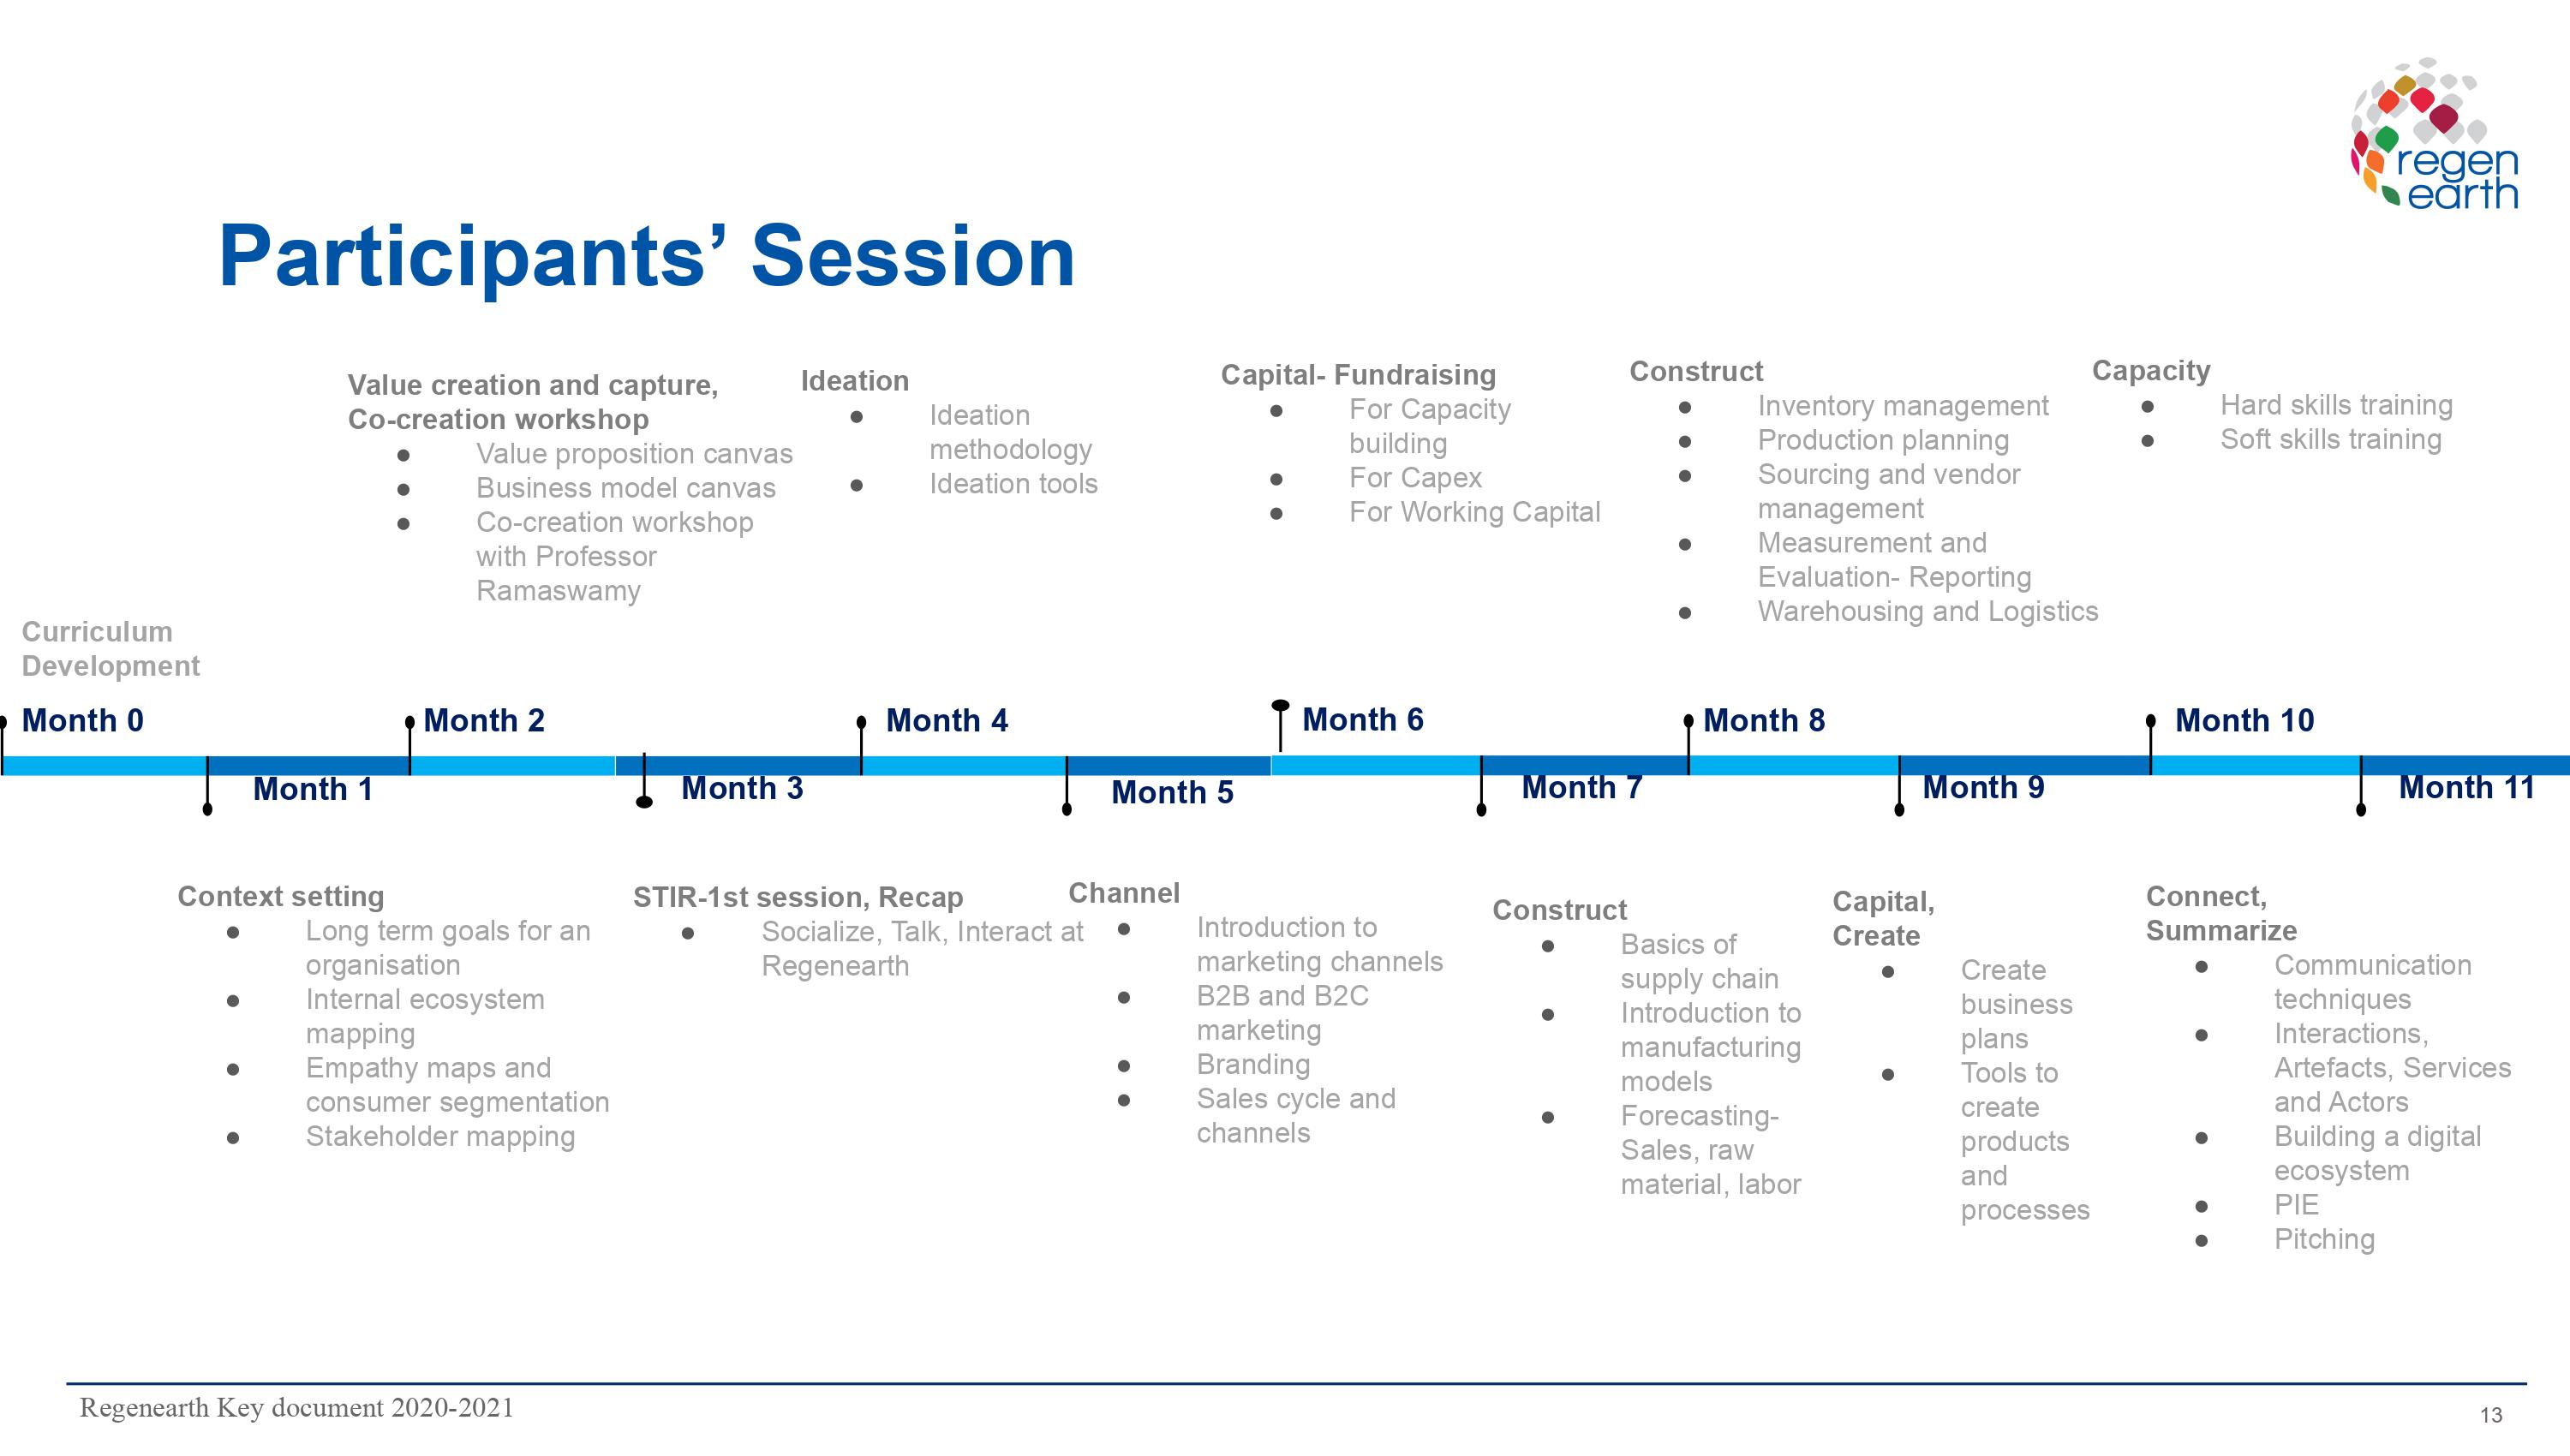 regen
earth
Participants’ Session
Value creation and capture,
Co-creation workshop
● Value proposition canvas
● Business model canvas
● Co-creation workshop
with Professor
Ramaswamy
Ideation
● Ideation
methodology
● Ideation tools
Capital- Fundraising
● For Capacity
building
● For Capex
● For Working Capital
Construct
● Inventory management
● Production planning
● Sourcing and vendor
management
● Measurement and
Evaluation- Reporting
● Warehousing and Logistics
Capacity
● Hard skills training
● Soft skills training
Curriculum
Development
Month 0
Month 2
Month 4
Month 6
Month 8
Month 10
Month 1
Month 3
Month 5
Month 7
Month 9
Month 11
Context setting
● Long term goals for an
organisation
● Internal ecosystem
mapping
● Empathy maps and
consumer segmentation
● Stakeholder mapping
STIR-1st session, Recap
● Socialize, Talk, Interact at
Regenearth
Channel
● Introduction to
marketing channels
● B2B and B2C
marketing
● Branding
● Sales cycle and
channels
Construct
● Basics of
supply chain
● Introduction to
manufacturing
models
● Forecasting-
Sales, raw
material, labor
Capital,
Create
● Create
business
plans
● Tools to
create
products
and
processes
Connect,
Summarize
● Communication
techniques
● Interactions,
Artefacts, Services
and Actors
● Building a digital
ecosystem
● PIE
● Pitching
Regenearth Key document 2020-2021
13